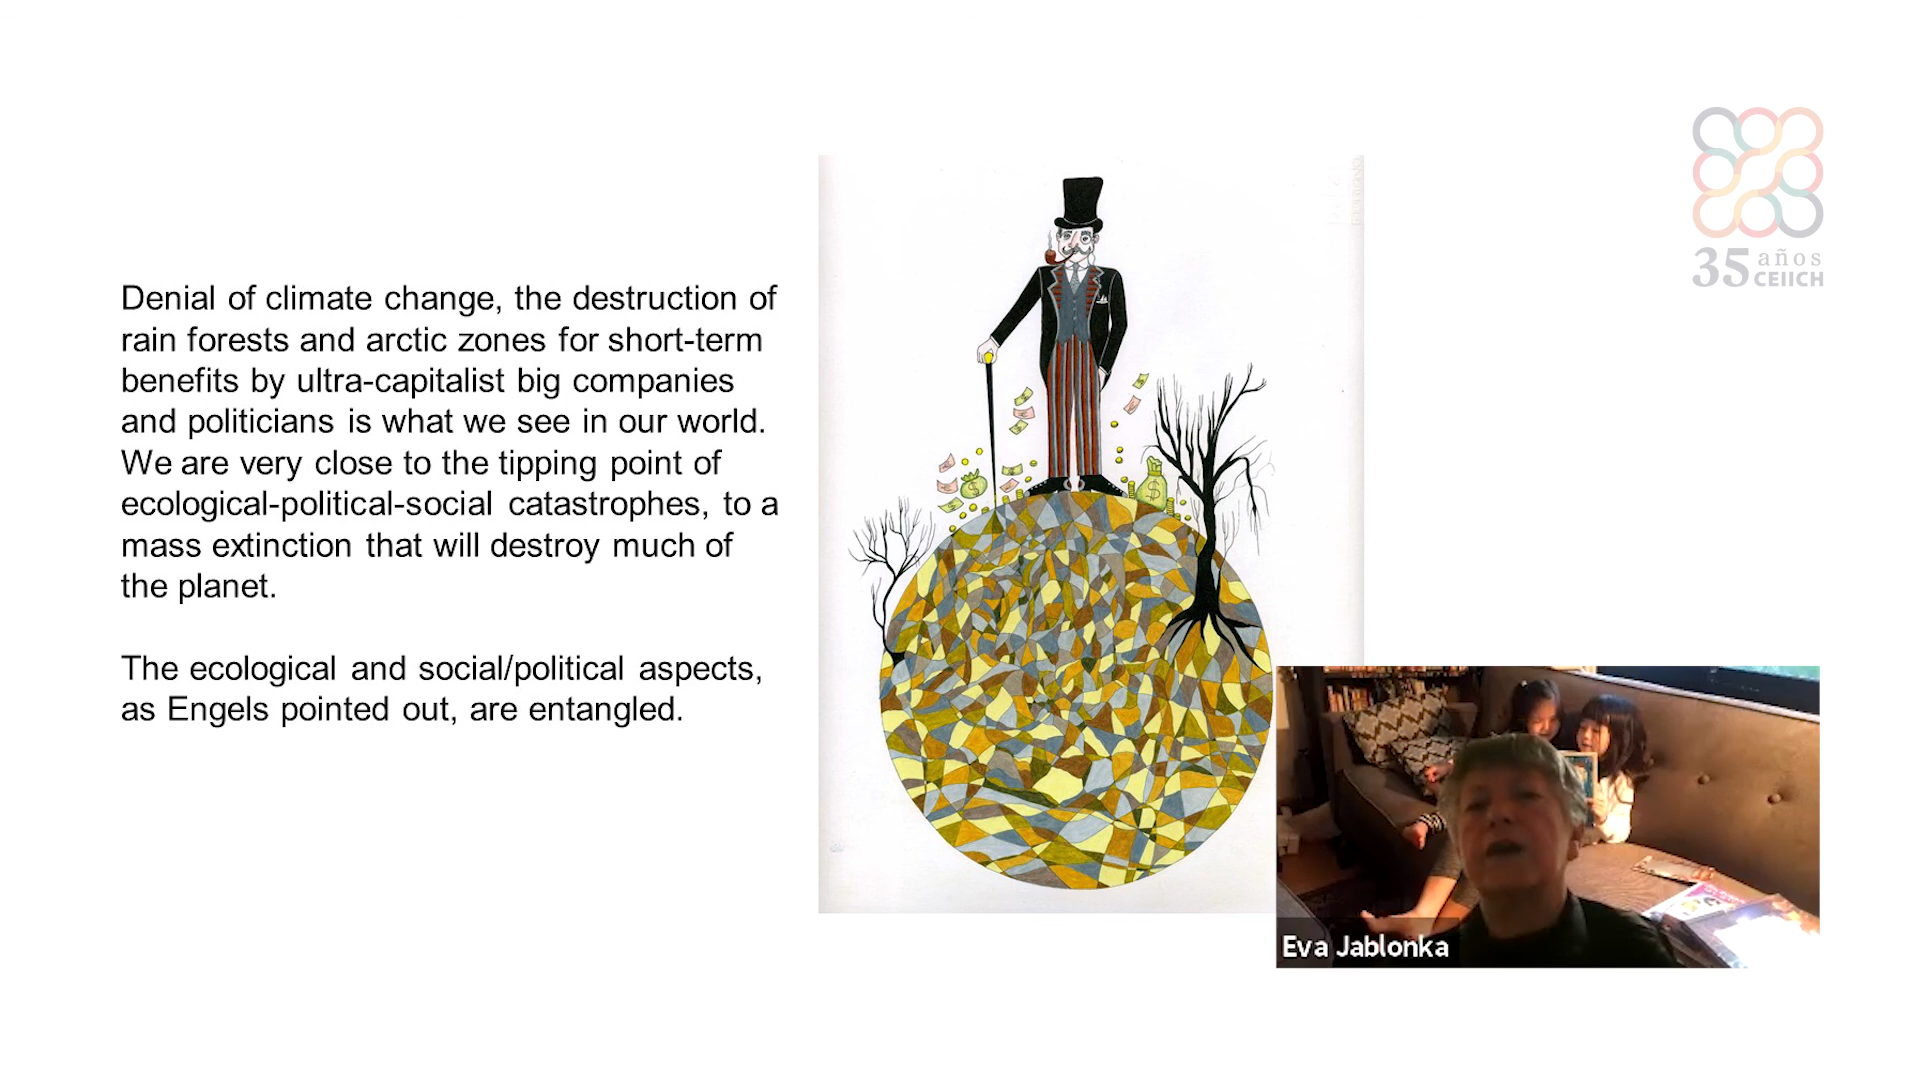 Denial of climate change, the destruction of
rain forests and arctic zones for short-term
benefits by ultra-capitalist big companies
and politicians is what we see in our world.
We are very close to the tipping point of
ecological-political-social catastrophes, to a
mass extinction that will destroy much of
the planet.
The ecological and social/political aspects,
as Engels pointed out, are entangled.
35 años
CEIICH
$
$
Eva Jablonka